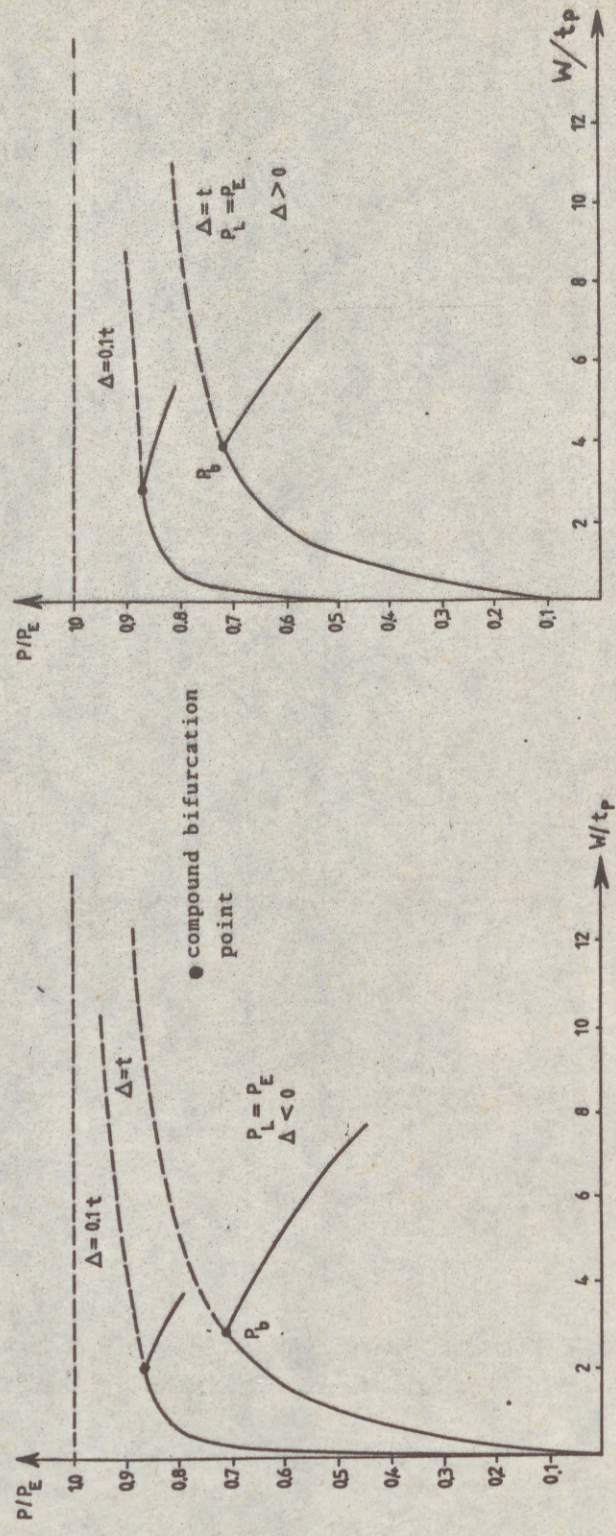 P/P_E
1,0
0,9
0,8
0,7
0,6
0,5
0,4
0,3
0,2
0,1
Δ=0.1t
Δ=t
P_b
P_L = P_E
Δ < 0
2
4
6
8
10
12
W/t_P
● compound bifurcation
point
P/P_E
1,0
0,9
0,8
0,7
0,6
0,5
0,4
0,3
0,2
0,1
Δ=0.1t
P_b
Δ=t
P_L = P_E
Δ > 0
2
4
6
8
10
12
W/t_P